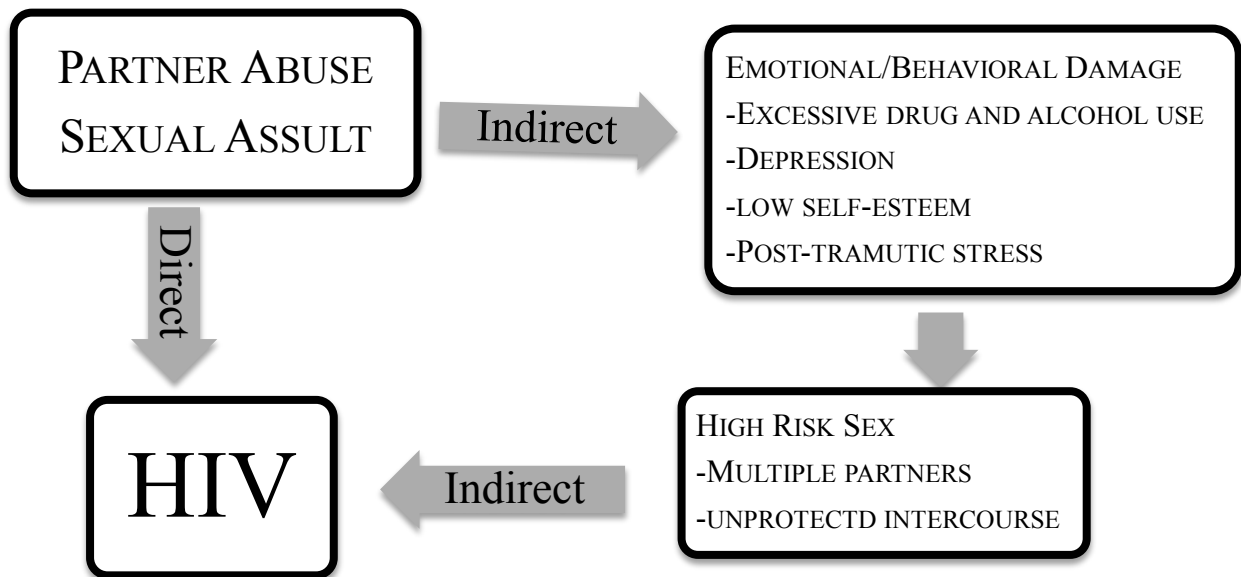 PARTNER ABUSE
SEXUAL ASSULT
Indirect
EMOTIONAL/BEHAVIORAL DAMAGE
-EXCESSIVE DRUG AND ALCOHOL USE
-DEPRESSION
-LOW SELF-ESTEEM
-POST-TRAMUTIC STRESS
Direct
HIGH RISK SEX
-MULTIPLE PARTNERS
-UNPROTECTD INTERCOURSE
Indirect
HIV